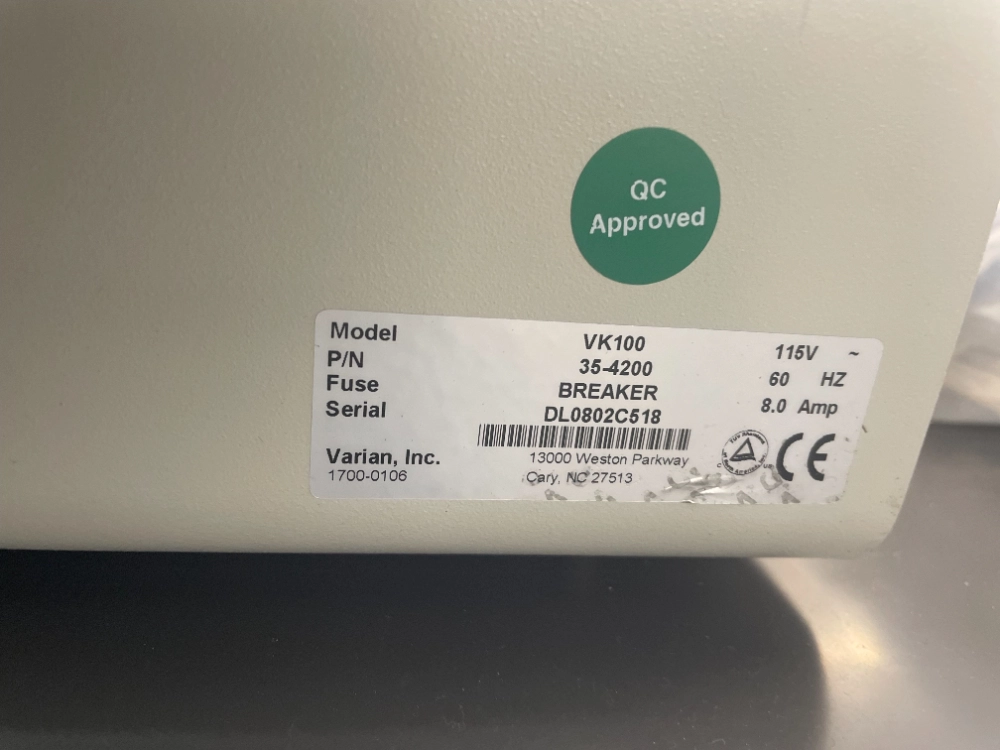 QC
Approved
Model VK100 115V ~
P/N 35-4200 60 HZ
Fuse BREAKER 8.0 Amp
Serial DL0802C518
Varian, Inc. 13000 Weston Parkway
1700-0106 Cary, NC 27513
CE